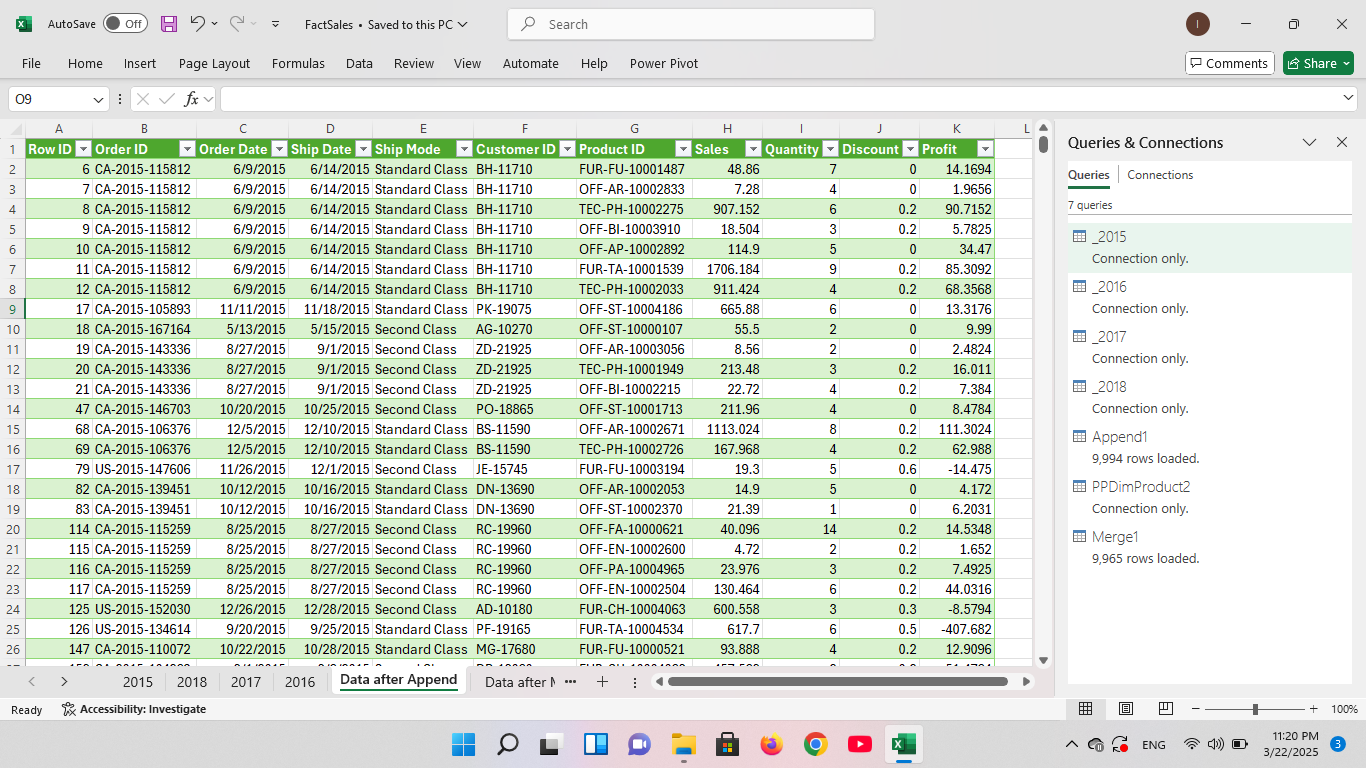 AutoSave Off FactSales • Saved to this PC Search I
File Home Insert Page Layout Formulas Data Review View Automate Help Power Pivot Comments Share
O9 fx
A B C D E F G H I J K L
1 Row ID Order ID Order Date Ship Date Ship Mode Customer ID Product ID Sales Quantity Discount Profit
2 6 CA-2015-115812 6/9/2015 6/14/2015 Standard Class BH-11710 FUR-FU-10001487 48.86 7 0 14.1694
3 7 CA-2015-115812 6/9/2015 6/14/2015 Standard Class BH-11710 OFF-AR-10002833 7.28 4 0 1.9656
4 8 CA-2015-115812 6/9/2015 6/14/2015 Standard Class BH-11710 TEC-PH-10002275 907.152 6 0.2 90.7152
5 9 CA-2015-115812 6/9/2015 6/14/2015 Standard Class BH-11710 OFF-BI-10003910 18.504 3 0.2 5.7825
6 10 CA-2015-115812 6/9/2015 6/14/2015 Standard Class BH-11710 OFF-AP-10002892 114.9 5 0 34.47
7 11 CA-2015-115812 6/9/2015 6/14/2015 Standard Class BH-11710 FUR-TA-10001539 1706.184 9 0.2 85.3092
8 12 CA-2015-115812 6/9/2015 6/14/2015 Standard Class BH-11710 TEC-PH-10002033 911.424 4 0.2 68.3568
9 17 CA-2015-105893 11/11/2015 11/18/2015 Standard Class PK-19075 OFF-ST-10004186 665.88 6 0 13.3176
10 18 CA-2015-167164 5/13/2015 5/15/2015 Second Class AG-10270 OFF-ST-10000107 55.5 2 0 9.99
11 19 CA-2015-143336 8/27/2015 9/1/2015 Second Class ZD-21925 OFF-AR-10003056 8.56 2 0 2.4824
12 20 CA-2015-143336 8/27/2015 9/1/2015 Second Class ZD-21925 TEC-PH-10001949 213.48 3 0.2 16.011
13 21 CA-2015-143336 8/27/2015 9/1/2015 Second Class ZD-21925 OFF-BI-10002215 22.72 4 0.2 7.384
14 47 CA-2015-146703 10/20/2015 10/25/2015 Second Class PO-18865 OFF-ST-10001713 211.96 4 0 8.4784
15 68 CA-2015-106376 12/5/2015 12/10/2015 Standard Class BS-11590 OFF-AR-10002671 1113.024 8 0.2 111.3024
16 69 CA-2015-106376 12/5/2015 12/10/2015 Standard Class BS-11590 TEC-PH-10002726 167.968 4 0.2 62.988
17 79 US-2015-147606 11/26/2015 12/1/2015 Second Class JE-15745 FUR-FU-10003194 19.3 5 0.6 -14.475
18 82 CA-2015-139451 10/12/2015 10/16/2015 Standard Class DN-13690 OFF-AR-10002053 14.9 5 0 4.172
19 83 CA-2015-139451 10/12/2015 10/16/2015 Standard Class DN-13690 OFF-ST-10002370 21.39 1 0 6.2031
20 114 CA-2015-115259 8/25/2015 8/27/2015 Second Class RC-19960 OFF-FA-10000621 40.096 14 0.2 14.5348
21 115 CA-2015-115259 8/25/2015 8/27/2015 Second Class RC-19960 OFF-EN-10002600 4.72 2 0.2 1.652
22 116 CA-2015-115259 8/25/2015 8/27/2015 Second Class RC-19960 OFF-PA-10004965 23.976 3 0.2 7.4925
23 117 CA-2015-115259 8/25/2015 8/27/2015 Second Class RC-19960 OFF-EN-10002504 130.464 6 0.2 44.0316
24 125 US-2015-152030 12/26/2015 12/28/2015 Second Class AD-10180 FUR-CH-10004063 600.558 3 0.3 -8.5794
25 126 US-2015-134614 9/20/2015 9/25/2015 Standard Class PF-19165 FUR-TA-10004534 617.7 6 0.5 -407.682
26 147 CA-2015-110072 10/22/2015 10/28/2015 Standard Class MG-17680 FUR-FU-10000521 93.888 4 0.2 12.9096
2015 2018 2017 2016 Data after Append Data after
Ready Accessibility: Investigate 100%
Queries & Connections
Queries Connections
7 queries
_2015
Connection only.
_2016
Connection only.
_2017
Connection only.
_2018
Connection only.
Append1
9,994 rows loaded.
PPDimProduct2
Connection only.
Merge1
9,965 rows loaded.
ENG 11:20 PM
3/22/2025 3